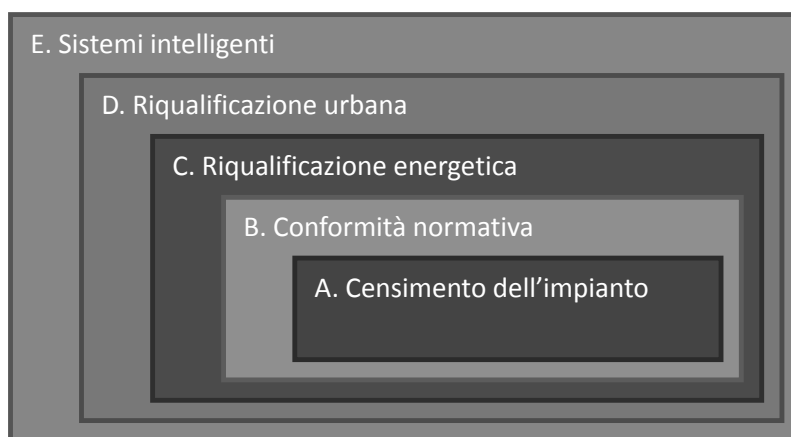 E. Sistemi intelligenti
D. Riqualificazione urbana
C. Riqualificazione energetica
B. Conformità normativa
A. Censimento dell’impianto